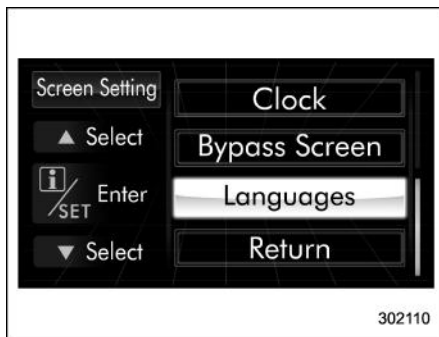 Screen Setting
▲ Select
i/SET Enter
▼ Select
Clock
Bypass Screen
Languages
Return
302110